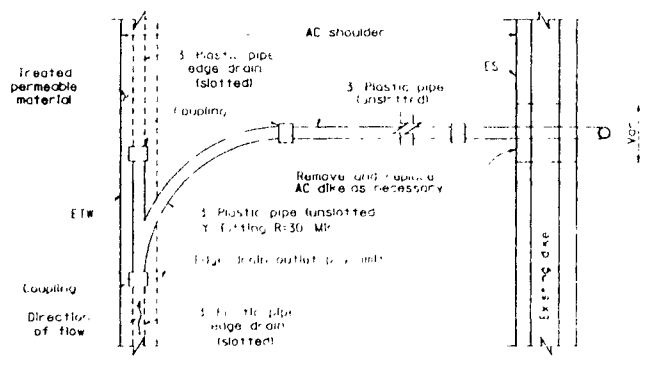 AC shoulder
Plastic pipe
edge drain
(slotted)
Treated
permeable
material
ES
3 Plastic pipe
(unslotted)
Coupling
Var
Remove and replace
AC dike as necessary
ETW
3 Plastic pipe (unslotted
Y fitting R=30 Min
Edge drain outlet
Existing dike
Coupling
Direction
of flow
3 pipe
edge drain
(slotted)